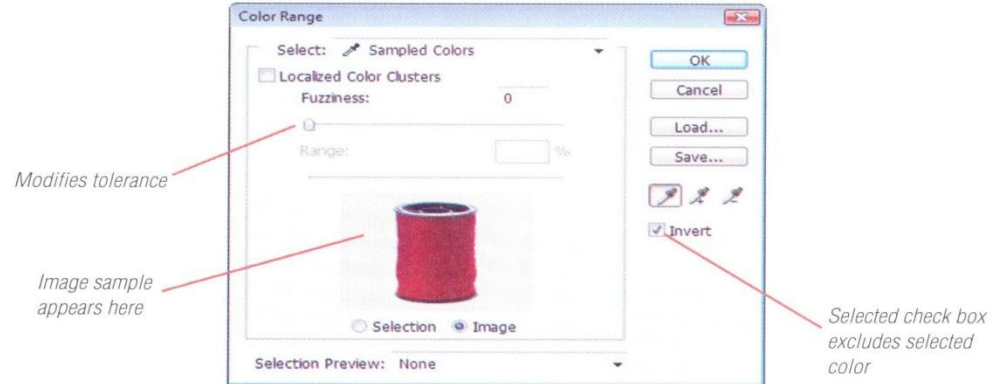 Color Range
Select: Sampled Colors
OK
Localized Color Clusters
Cancel
Fuzziness: 0
Load...
Range: %
Save...
Modifies tolerance
Invert
Image sample
appears here
Selection Image
Selected check box
excludes selected
color
Selection Preview: None